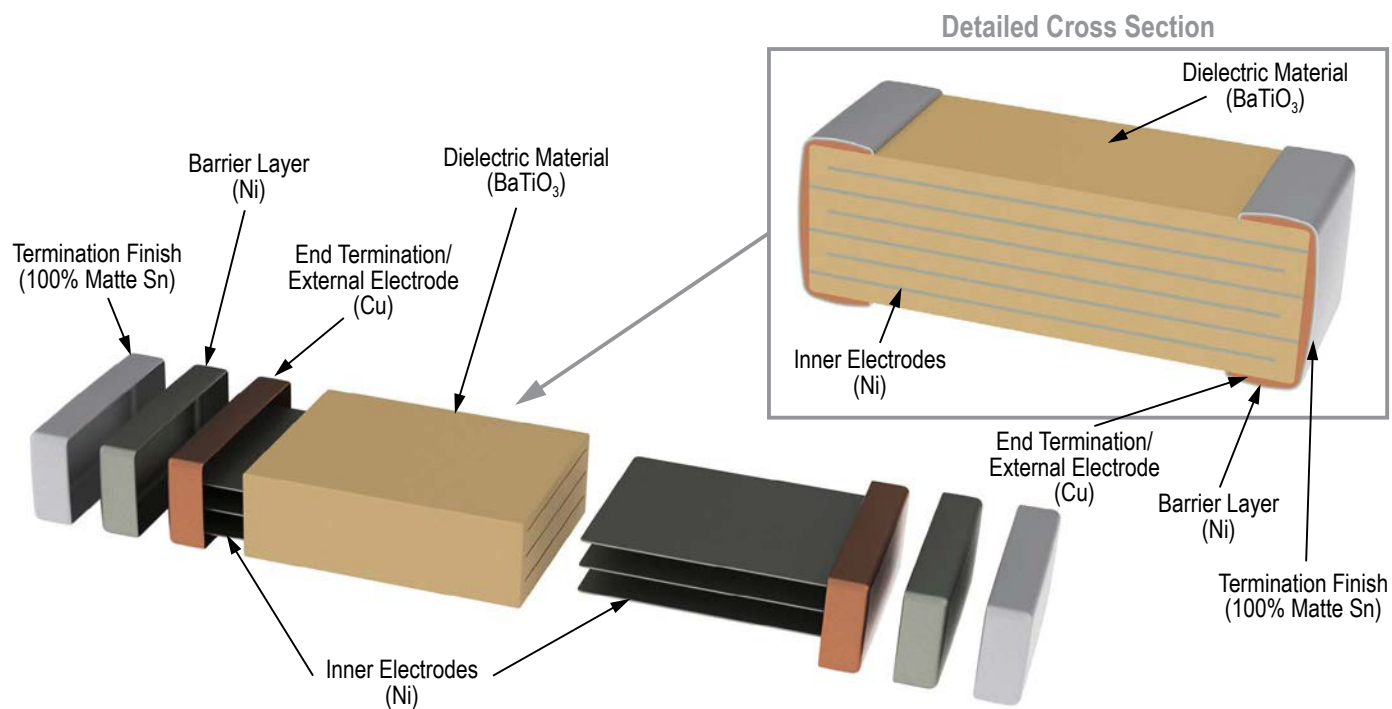 Detailed Cross Section
Dielectric Material
(BaTiO₃)
Inner Electrodes
(Ni)
End Termination/
External Electrode
(Cu)
Barrier Layer
(Ni)
Termination Finish
(100% Matte Sn)
Barrier Layer
(Ni)
Dielectric Material
(BaTiO₃)
Termination Finish
(100% Matte Sn)
End Termination/
External Electrode
(Cu)
Inner Electrodes
(Ni)